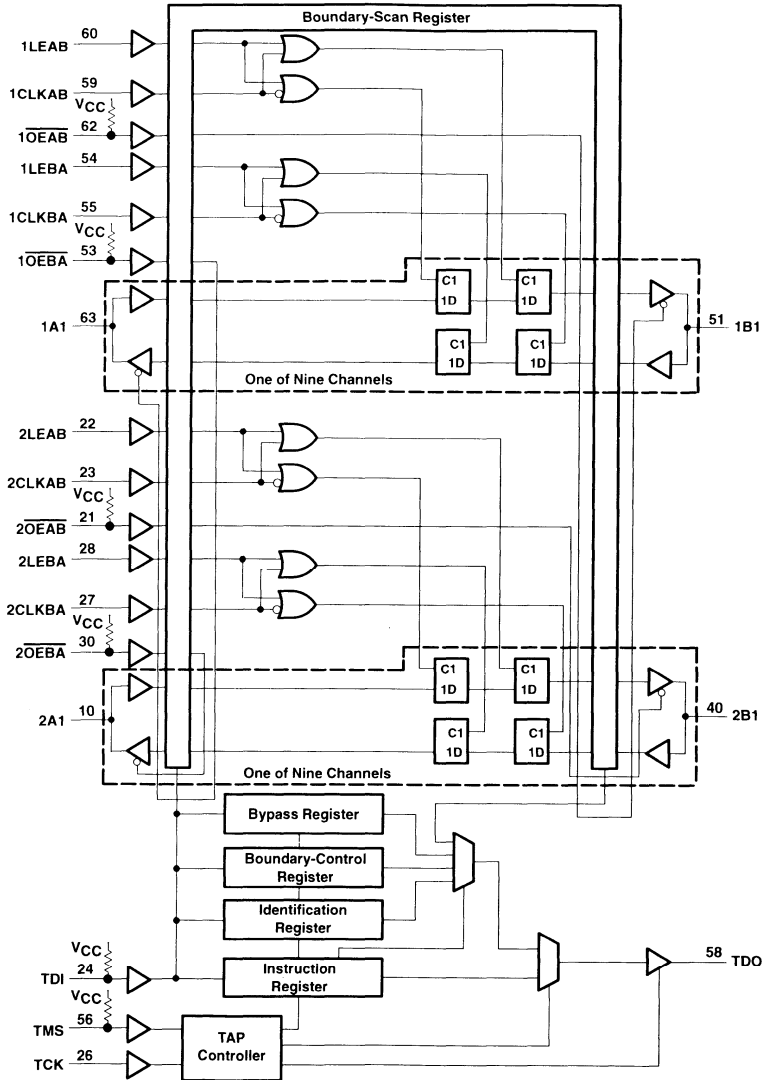 Boundary-Scan Register
1LEAB 60
1CLKAB 59
VCC
1OEAB 62
1LEBA 54
1CLKBA 55
VCC
1OEBA 53
C1 1D
C1 1D
1A1 63
51 1B1
C1 1D
C1 1D
One of Nine Channels
2LEAB 22
2CLKAB 23
VCC
2OEAB 21
2LEBA 28
2CLKBA 27
VCC
2OEBA 30
C1 1D
C1 1D
2A1 10
40 2B1
C1 1D
C1 1D
One of Nine Channels
Bypass Register
Boundary-Control
Register
Identification
Register
VCC
TDI 24
Instruction
Register
58 TDO
VCC
TMS 56
TAP
Controller
TCK 26